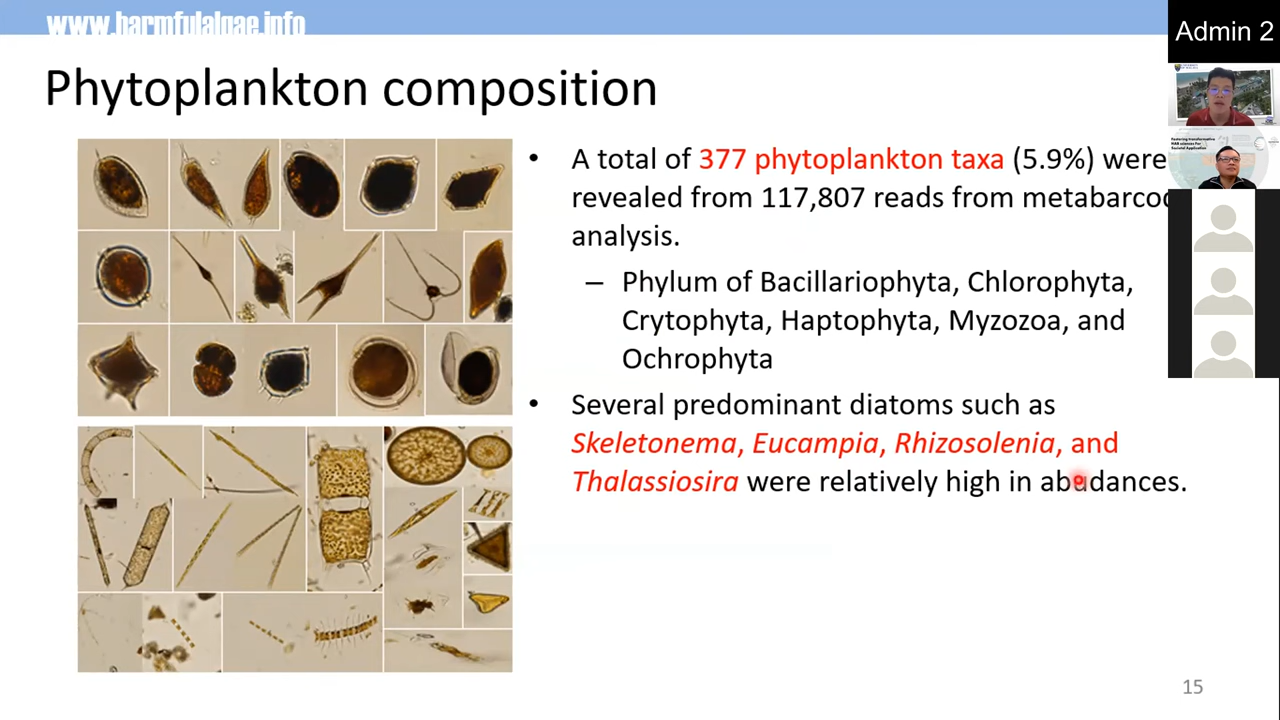 www.harmfulalgae.info
Admin 2
Phytoplankton composition
• A total of 377 phytoplankton taxa (5.9%) were
revealed from 117,807 reads from metabarcod
analysis.
– Phylum of Bacillariophyta, Chlorophyta,
Crytophyta, Haptophyta, Myzozoa, and
Ochrophyta
• Several predominant diatoms such as
Skeletonema, Eucampia, Rhizosolenia, and
Thalassiosira were relatively high in abudances.
15